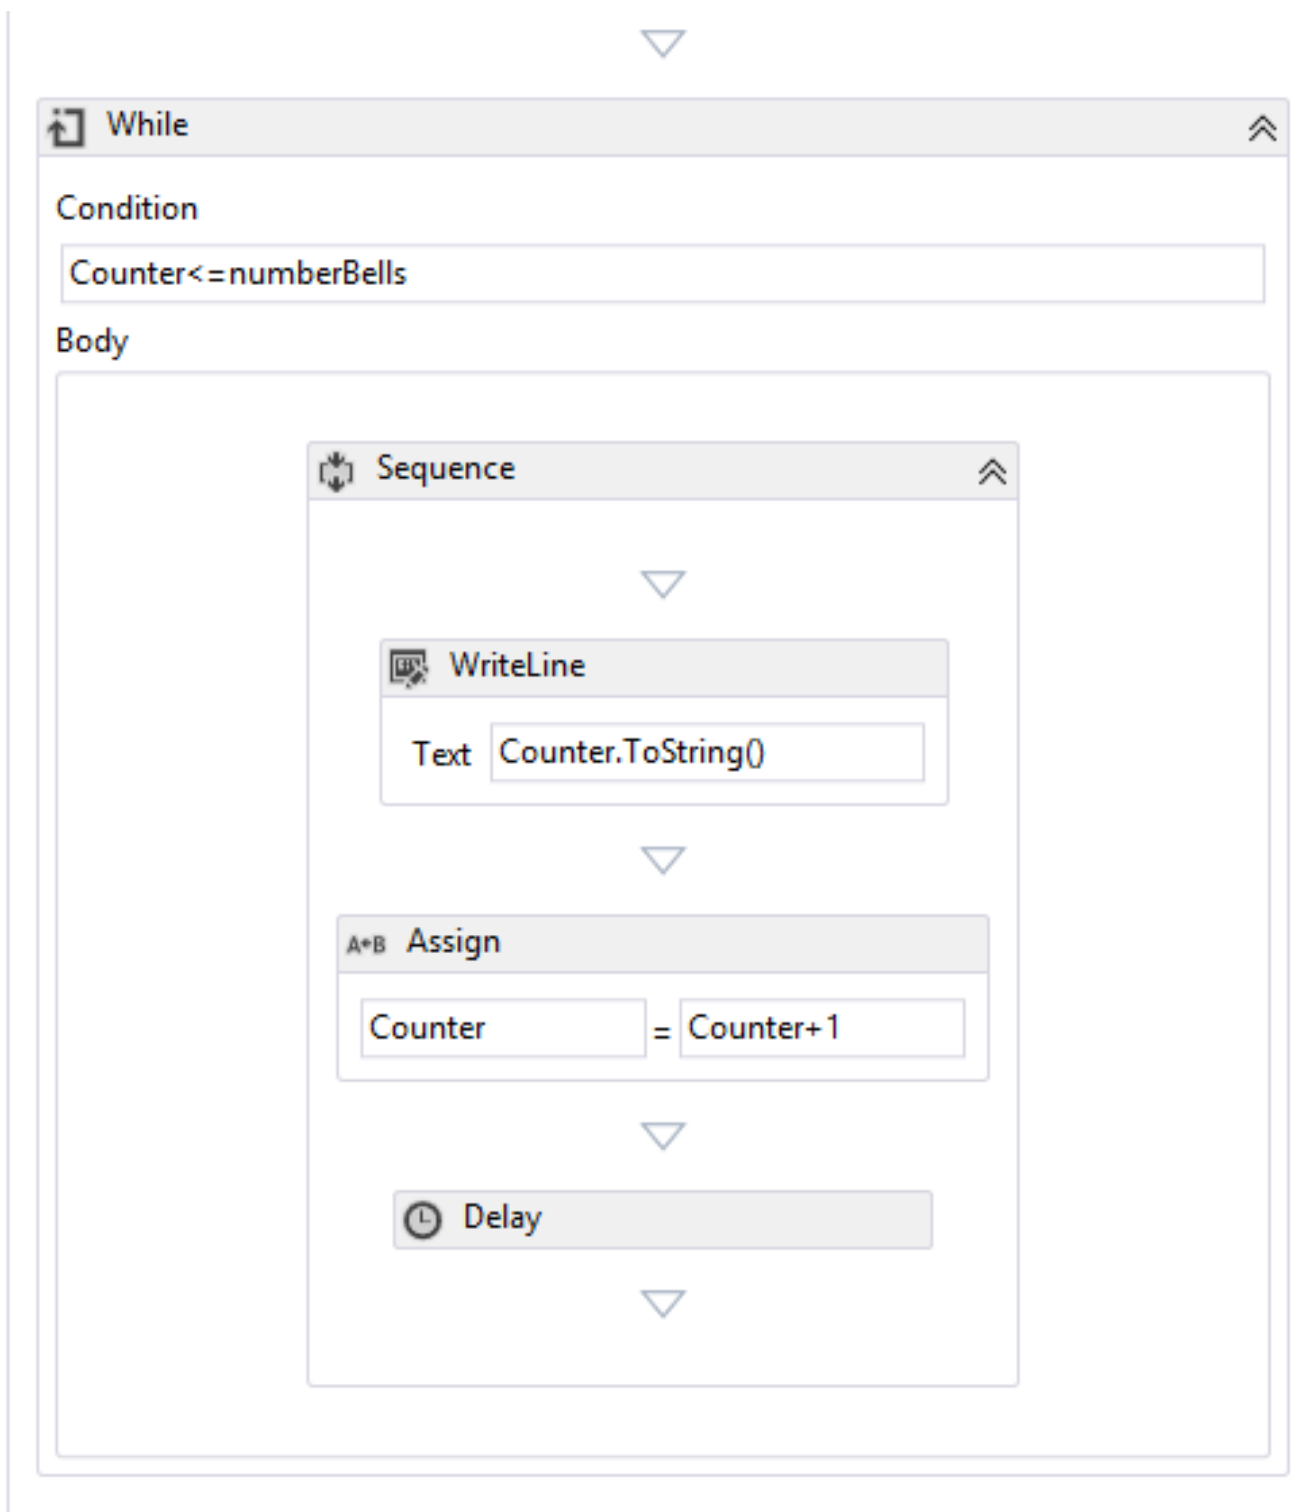 While
Condition
Counter<=numberBells
Body
Sequence
WriteLine
Text Counter.ToString()
A+B Assign
Counter = Counter+1
Delay